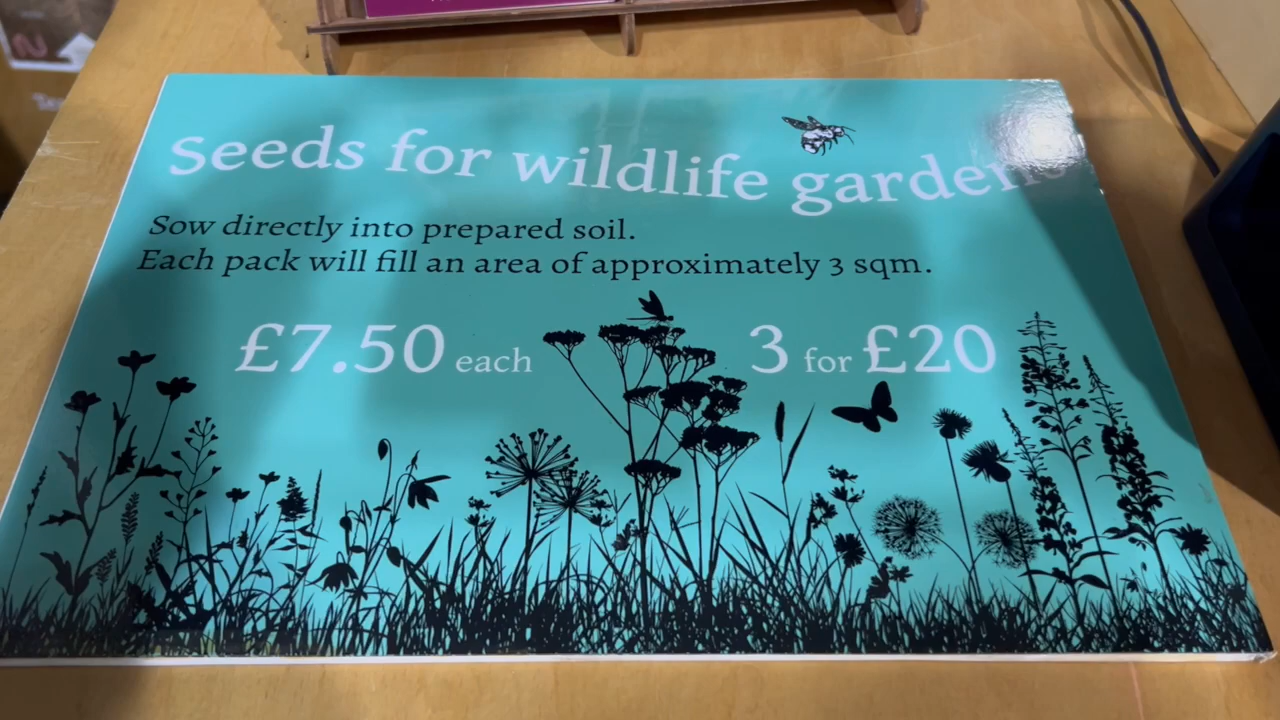 Seeds for wildlife gardens
Sow directly into prepared soil.
Each pack will fill an area of approximately 3 sqm.
£7.50 each
3 for £20